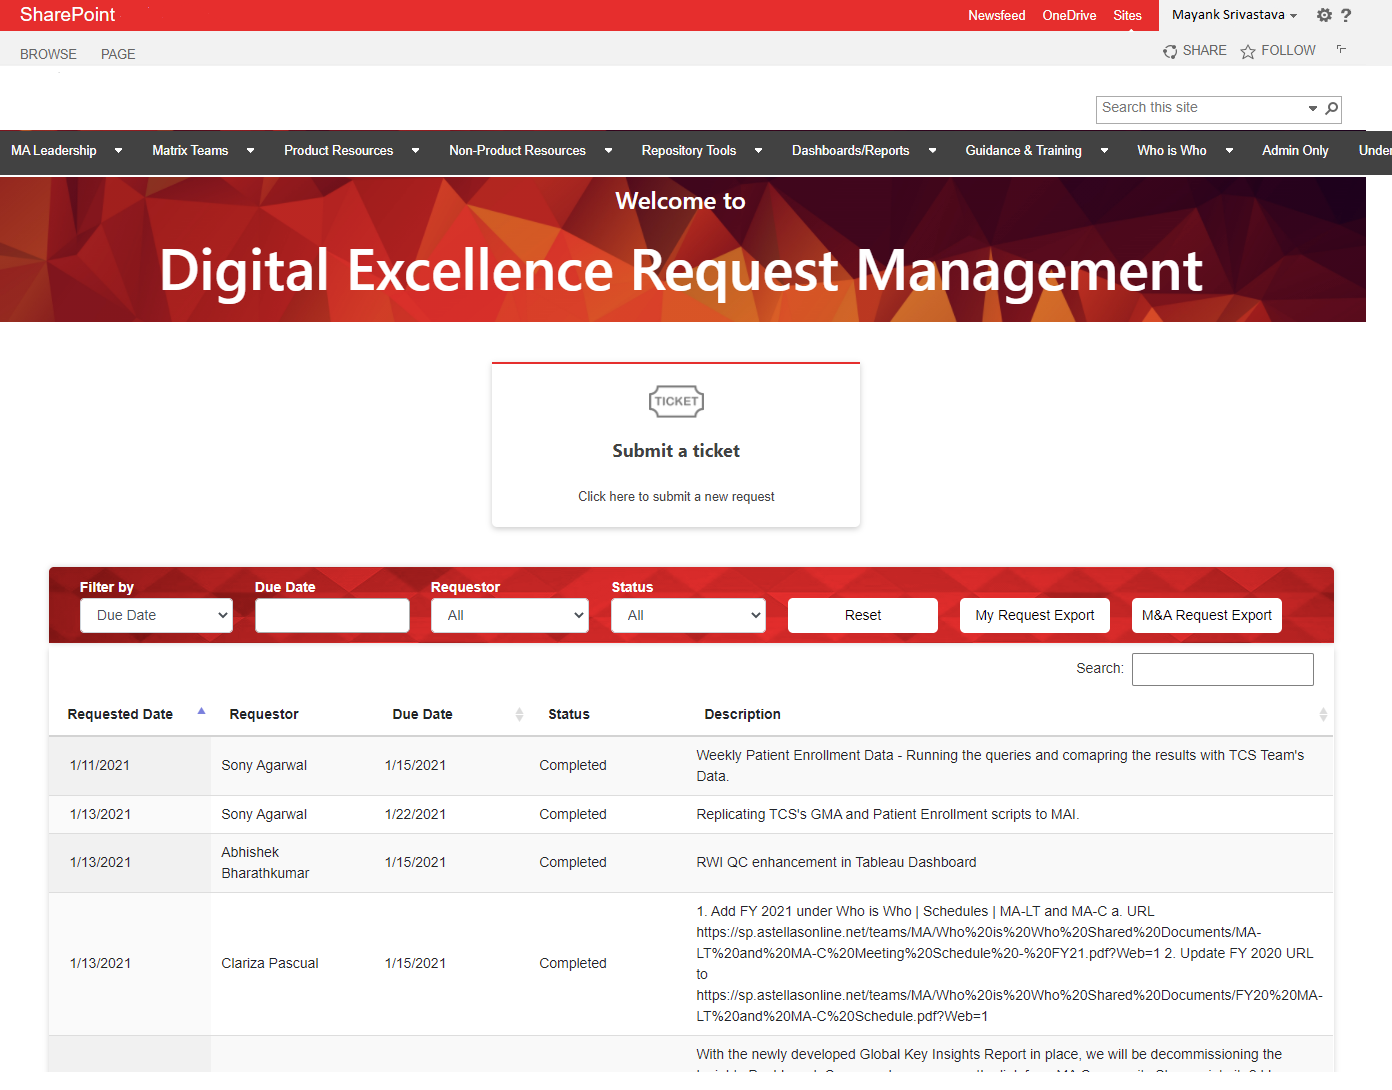 SharePoint
Newsfeed OneDrive Sites Mayank Srivastava ?
BROWSE PAGE
SHARE FOLLOW
Search this site
MA Leadership Matrix Teams Product Resources Non-Product Resources Repository Tools Dashboards/Reports Guidance & Training Who is Who Admin Only Under
Welcome to
Digital Excellence Request Management
TICKET
Submit a ticket
Click here to submit a new request
Filter by Due Date Requestor Status
Due Date All All Reset My Request Export M&A Request Export
Search:
Requested Date Requestor Due Date Status Description
1/11/2021 Sony Agarwal 1/15/2021 Completed Weekly Patient Enrollment Data - Running the queries and comapring the results with TCS Team's
Data.
1/13/2021 Sony Agarwal 1/22/2021 Completed Replicating TCS's GMA and Patient Enrollment scripts to MAI.
1/13/2021 Abhishek
Bharathkumar 1/15/2021 Completed RWI QC enhancement in Tableau Dashboard
1/13/2021 Clariza Pascual 1/15/2021 Completed 1. Add FY 2021 under Who is Who | Schedules | MA-LT and MA-C a. URL
https://sp.astellasonline.net/teams/MA/Who%20is%20Who%20Shared%20Documents/MA-
LT%20and%20MA-C%20Meeting%20Schedule%20-%20FY21.pdf?Web=1 2. Update FY 2020 URL
to
https://sp.astellasonline.net/teams/MA/Who%20is%20Who%20Shared%20Documents/FY20%20MA-
LT%20and%20MA-C%20Schedule.pdf?Web=1
With the newly developed Global Key Insights Report in place, we will be decommissioning the